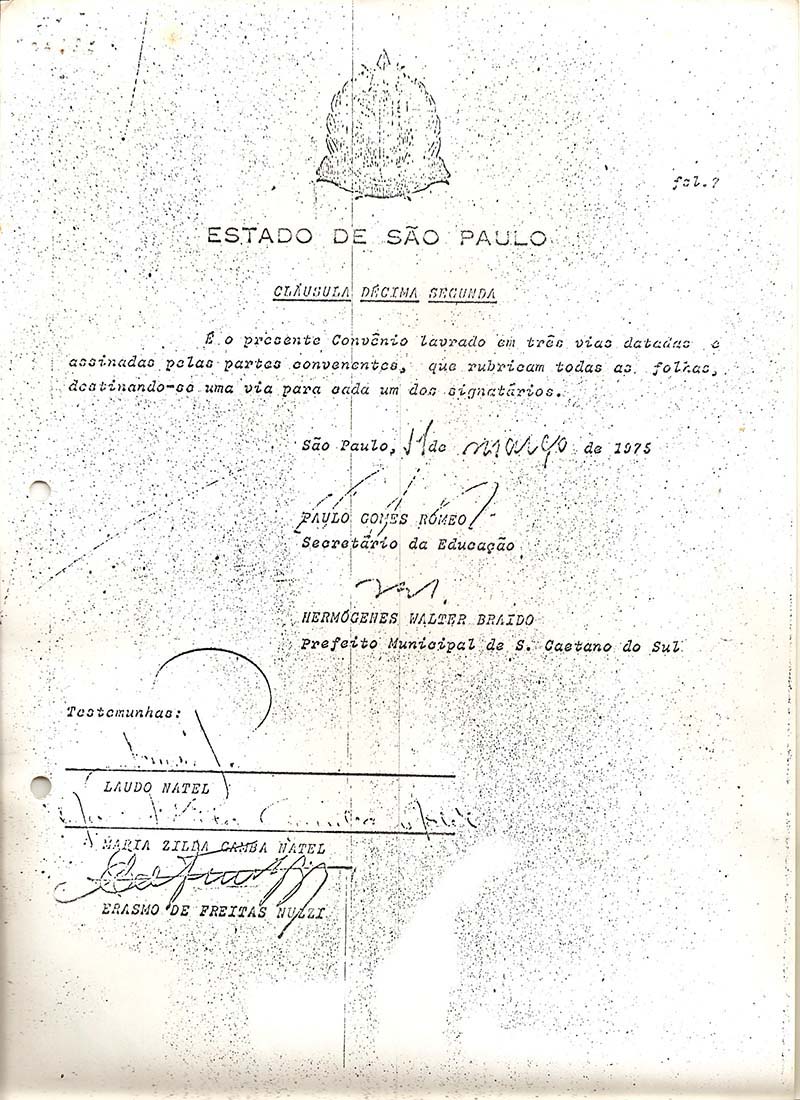 fol.7
ESTADO DE SÃO PAULO
CLÁUSULA DÉCIMA SEGUNDA
É o presente Convênio lavrado em três vias datadas e
assinadas pelas partes convenentes, que rubricam todas as folhas,
destinando-se uma via para cada um dos signatários.
São Paulo, 11 de março de 1975
PAULO GOMES ROMEO
Secretário da Educação
HERMÓGENES WALTER BRAIDO
Prefeito Municipal de S. Caetano do Sul
Testemunhas:
LAUDO NATEL
MARIA ZILDA GAMBA NATEL
ERASMO DE FREITAS NUZZI